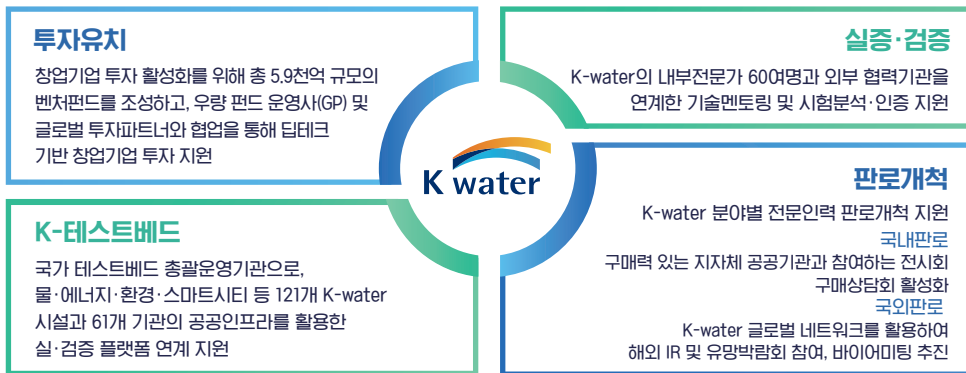 투자유치
창업기업 투자 활성화를 위해 총 5.9천억 규모의
벤처펀드를 조성하고, 우량 펀드 운영사(GP) 및
글로벌 투자파트너와 협업을 통해 딥테크
기반 창업기업 투자 지원
실증·검증
K-water의 내부전문가 60여명과 외부 협력기관을
연계한 기술멘토링 및 시험분석·인증 지원
K water
K-테스트베드
국가 테스트베드 총괄운영기관으로,
물·에너지·환경·스마트시티 등 121개 K-water
시설과 61개 기관의 공공인프라를 활용한
실·검증 플랫폼 연계 지원
판로개척
K-water 분야별 전문인력 판로개척 지원
국내판로
구매력 있는 지자체 공공기관과 참여하는 전시회
구매상담회 활성화
국외판로
K-water 글로벌 네트워크를 활용하여
해외 IR 및 유망박람회 참여, 바이어미팅 추진